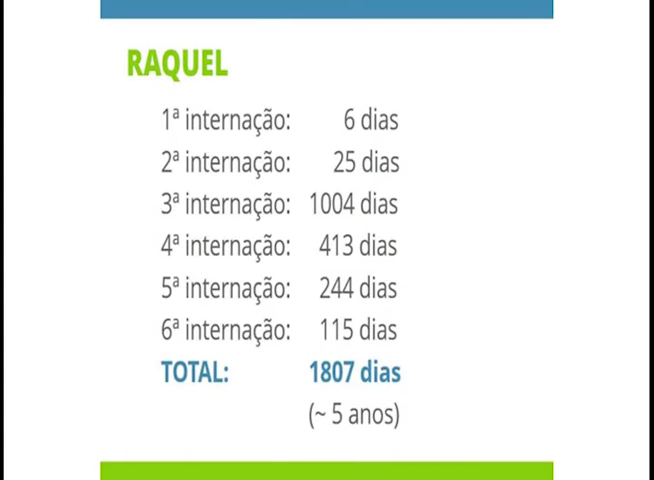 RAQUEL
1ª internação: 6 dias
2ª internação: 25 dias
3ª internação: 1004 dias
4ª internação: 413 dias
5ª internação: 244 dias
6ª internação: 115 dias
TOTAL: 1807 dias
(~ 5 anos)